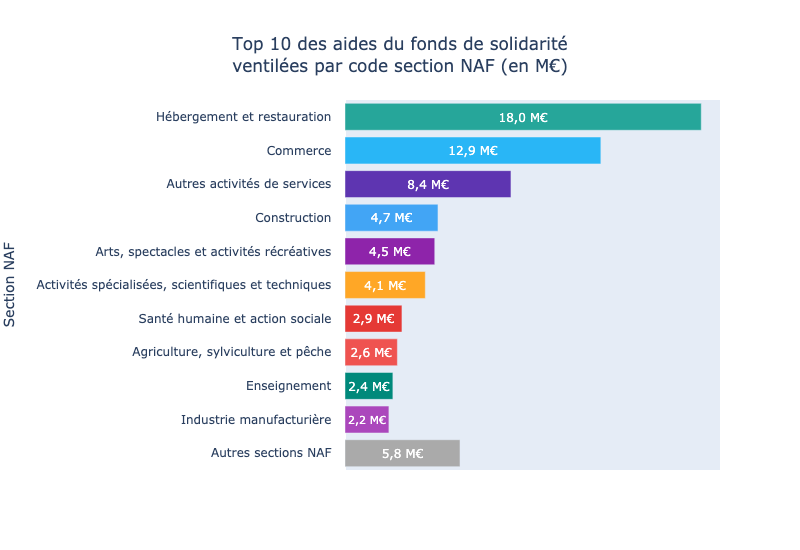 Top 10 des aides du fonds de solidarité
ventilées par code section NAF (en M€)
Section NAF
Hébergement et restauration 18,0 M€
Commerce 12,9 M€
Autres activités de services 8,4 M€
Construction 4,7 M€
Arts, spectacles et activités récréatives 4,5 M€
Activités spécialisées, scientifiques et techniques 4,1 M€
Santé humaine et action sociale 2,9 M€
Agriculture, sylviculture et pêche 2,6 M€
Enseignement 2,4 M€
Industrie manufacturière 2,2 M€
Autres sections NAF 5,8 M€